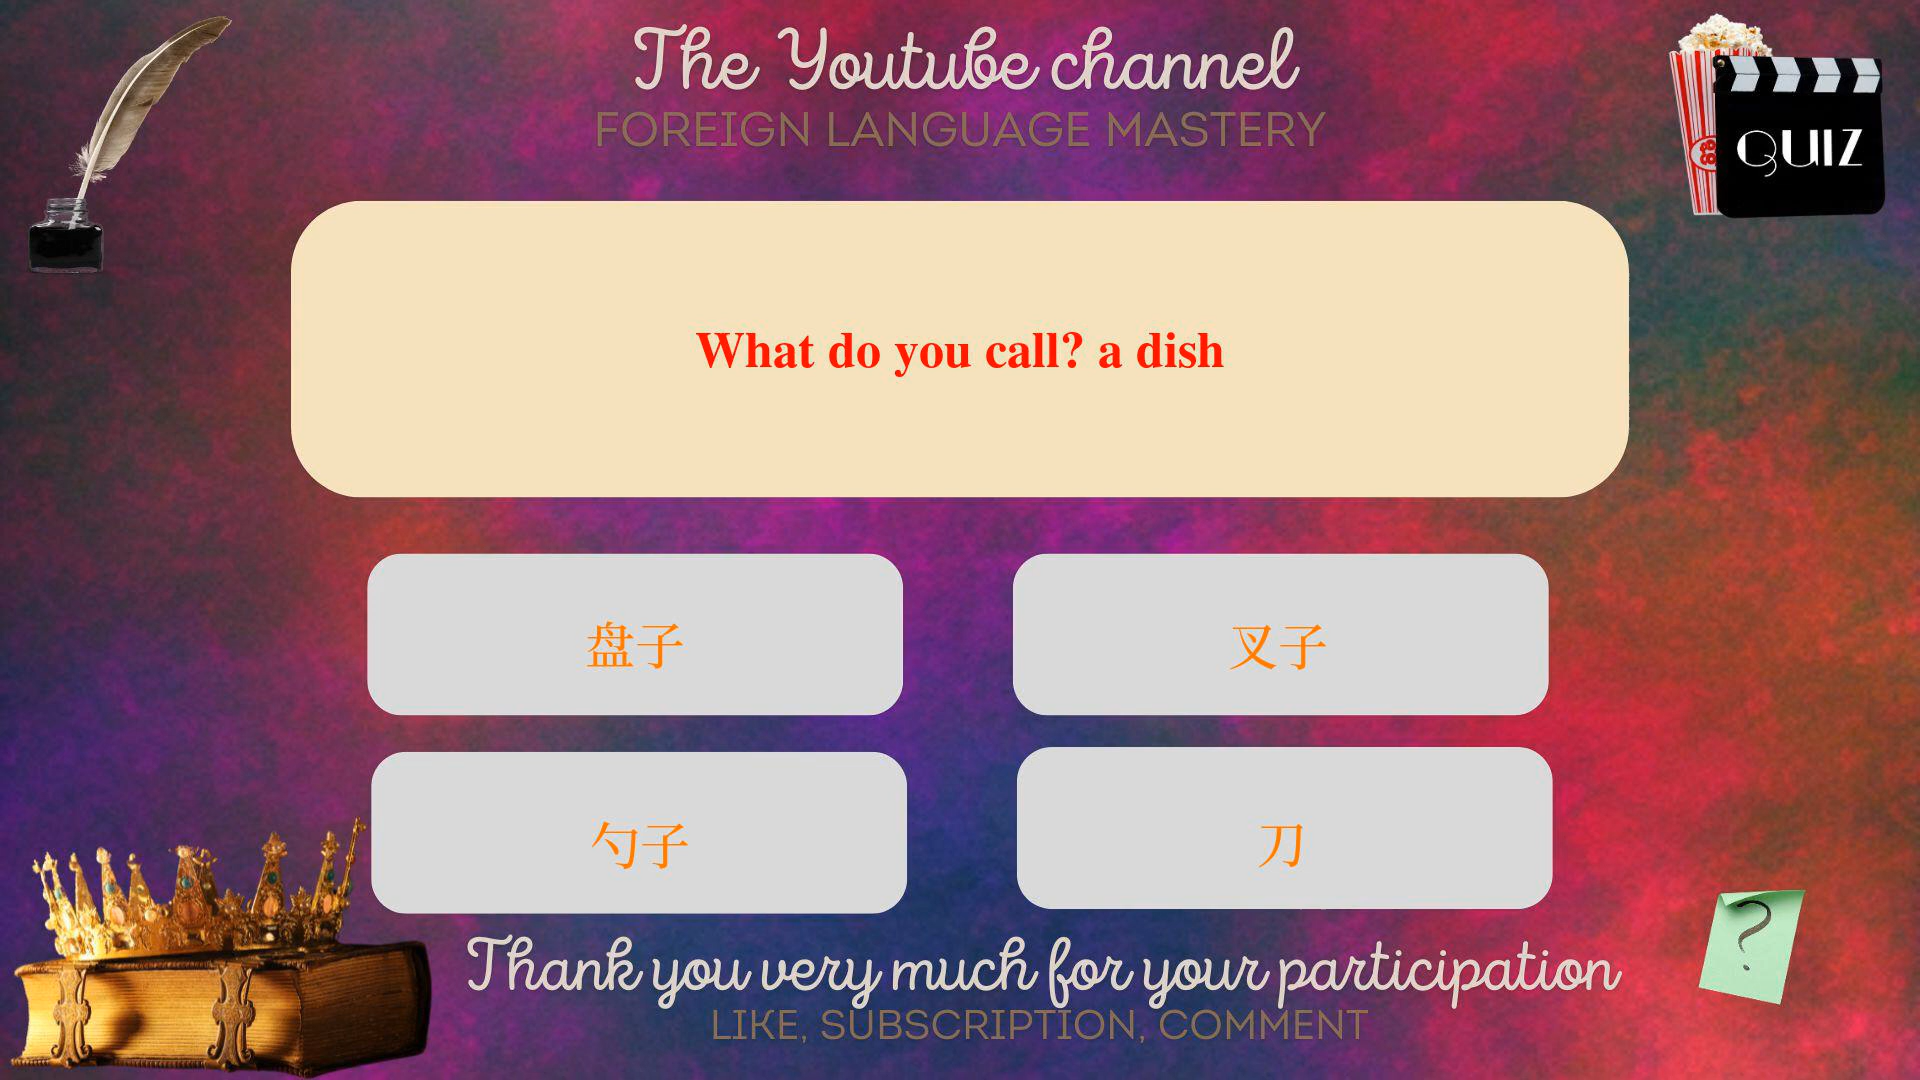 The Youtube channel
FOREIGN LANGUAGE MASTERY
QUIZ
88
What do you call? a dish
盘子
叉子
勺子
刀
?
Thank you very much for your participation
LIKE, SUBSCRIPTION, COMMENT